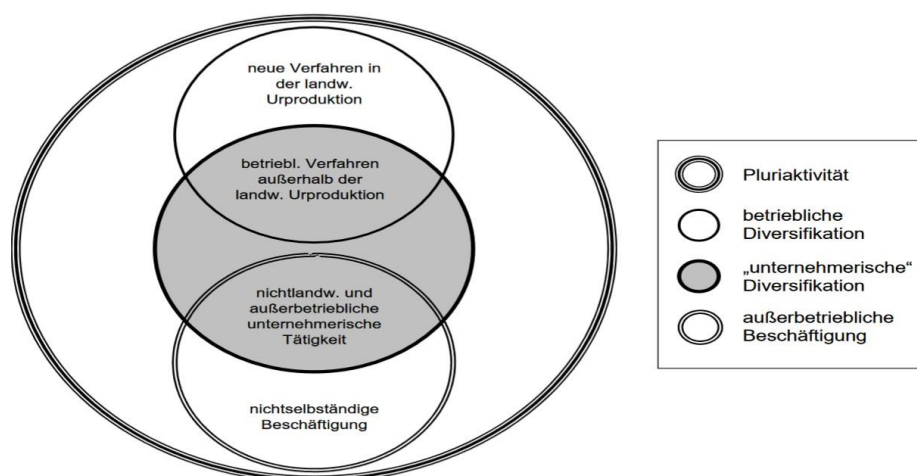 neue Verfahren in
der landw.
Urproduktion
betriebl. Verfahren
außerhalb der
landw. Urproduktion
nichtlandw. und
außerbetriebliche
unternehmerische
Tätigkeit
nichtselbständige
Beschäftigung
Pluriaktivität
betriebliche
Diversifikation
„unternehmerische“
Diversifikation
außerbetriebliche
Beschäftigung